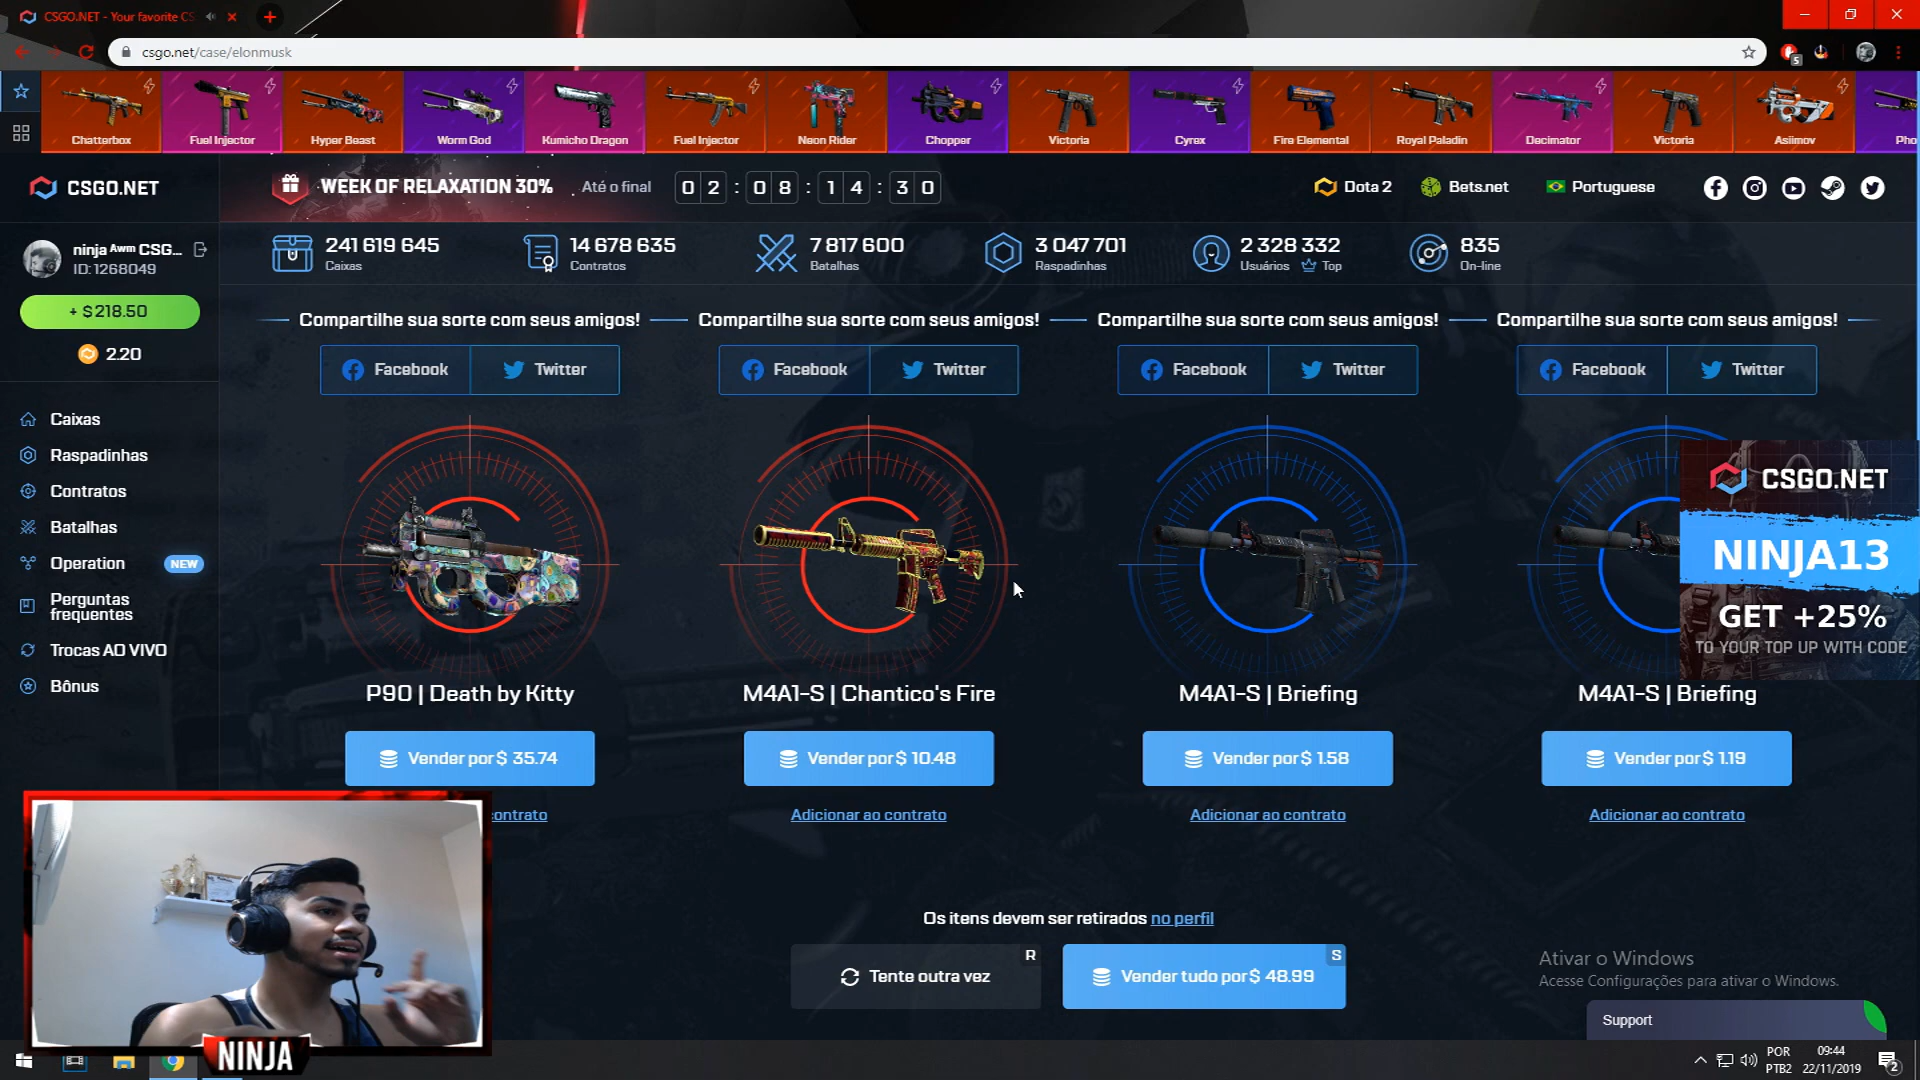 CSGO.NET - Your favorite CS
csgo.net/case/elonmusk
5
Chatterbox
Fuel Injector
Hyper Beast
Worm God
Kumicho Dragon
Fuel Injector
Neon Rider
Chopper
Victoria
Cyrex
Fire Elemental
Royal Paladin
Decimator
Victoria
Asiimov
Pho
CSGO.NET
WEEK OF RELAXATION 30%
Até o final
02:08:14:30
Dota 2
Bets.net
Portuguese
ninja Awm CSG...
ID:1268049
+ $218.50
2.20
241 619 645
Caixas
14 678 635
Contratos
7 817 600
Batalhas
3 047 701
Raspadinhas
2 328 332
Usuários Top
835
On-line
Caixas
Raspadinhas
Contratos
Batalhas
Operation NEW
Perguntas
frequentes
Trocas AO VIVO
Bônus
Compartilhe sua sorte com seus amigos!
Facebook Twitter
P90 | Death by Kitty
Vender por $ 35.74
contrato
Compartilhe sua sorte com seus amigos!
Facebook Twitter
M4A1-S | Chantico's Fire
Vender por $ 10.48
Adicionar ao contrato
Compartilhe sua sorte com seus amigos!
Facebook Twitter
M4A1-S | Briefing
Vender por $ 1.58
Adicionar ao contrato
Compartilhe sua sorte com seus amigos!
Facebook Twitter
M4A1-S | Briefing
Vender por $ 1.19
Adicionar ao contrato
CSGO.NET
NINJA13
GET +25%
TO YOUR TOP UP WITH CODE
Os itens devem ser retirados no perfil
Tente outra vez R
Vender tudo por $ 48.99 S
Ativar o Windows
Acesse Configurações para ativar o Windows.
Support
NINJA
POR
PTB2
09:44
22/11/2019
2